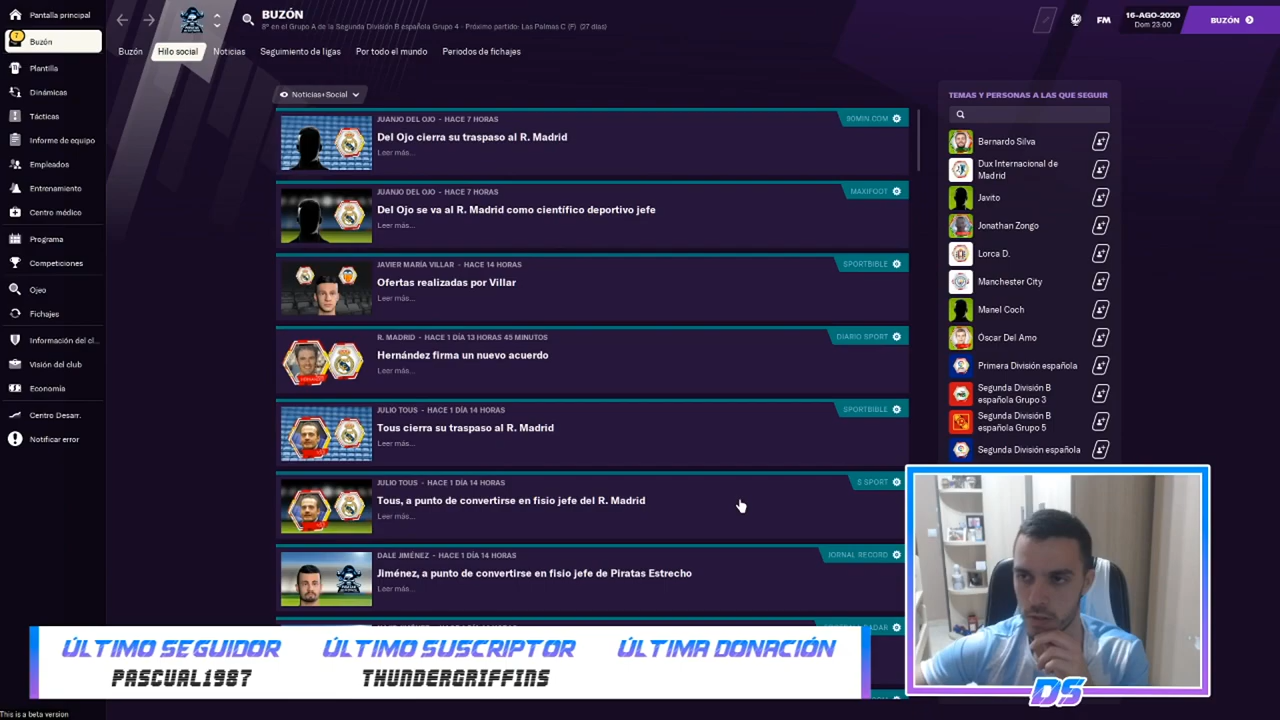 Pantalla principal
Buzón
7
Plantilla
Dinámicas
Tácticas
Informe de equipo
Empleados
Entrenamiento
Centro médico
Programa
Competiciones
Ojeo
Fichajes
Información del cl...
Visión del club
Economía
Centro Desarr.
Notificar error
This is a beta version
BUZÓN
8º en el Grupo A de la Segunda División B española Grupo 4 - Próximo partido: Las Palmas C (F) (27 días)
FM
16-AGO-2020
Dom 23:00
BUZÓN
Buzón
Hilo social
Noticias
Seguimiento de ligas
Por todo el mundo
Periodos de fichajes
Noticias+Social
JUANJO DEL OJO - HACE 7 HORAS
90MIN.COM
Del Ojo cierra su traspaso al R. Madrid
Leer más...
JUANJO DEL OJO - HACE 7 HORAS
MAXIFOOT
Del Ojo se va al R. Madrid como científico deportivo jefe
Leer más...
JAVIER MARÍA VILLAR - HACE 14 HORAS
SPORTBIBLE
Ofertas realizadas por Villar
Leer más...
R. MADRID - HACE 1 DÍA 13 HORAS 45 MINUTOS
DIARIO SPORT
Hernández firma un nuevo acuerdo
Leer más...
JULIO TOUS - HACE 1 DÍA 14 HORAS
SPORTBIBLE
Tous cierra su traspaso al R. Madrid
Leer más...
JULIO TOUS - HACE 1 DÍA 14 HORAS
S SPORT
Tous, a punto de convertirse en fisio jefe del R. Madrid
Leer más...
DALE JIMÉNEZ - HACE 1 DÍA 14 HORAS
JORNAL RECORD
Jiménez, a punto de convertirse en fisio jefe de Piratas Estrecho
Leer más...
TEMAS Y PERSONAS A LAS QUE SEGUIR
Bernardo Silva
Dux Internacional de
Madrid
Javito
Jonathan Zongo
Lorca D.
Manchester City
Manel Coch
Óscar Del Amo
Primera División española
Segunda División B
española Grupo 3
Segunda División B
española Grupo 5
Segunda División española
ÚLTIMO SEGUIDOR
PASCUAL1987
ÚLTIMO SUSCRIPTOR
THUNDERGRIFFINS
ÚLTIMA DONACIÓN
DS